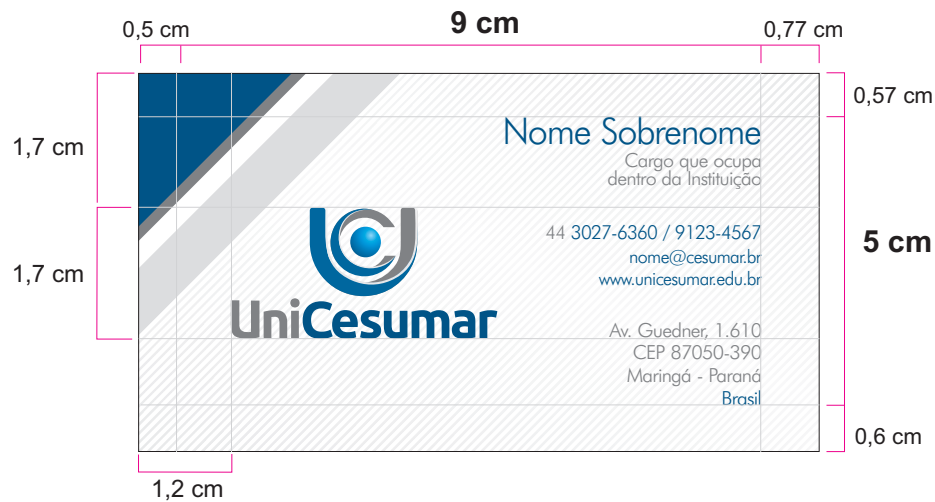 0,5 cm
9 cm
0,77 cm
0,57 cm
1,7 cm
Nome Sobrenome
Cargo que ocupa
dentro da Instituição
44 3027-6360 / 9123-4567
5 cm
nome@cesumar.br
1,7 cm
www.unicesumar.edu.br
UniCesumar
Av. Guedner, 1.610
CEP 87050-390
Maringá - Paraná
Brasil
0,6 cm
1,2 cm